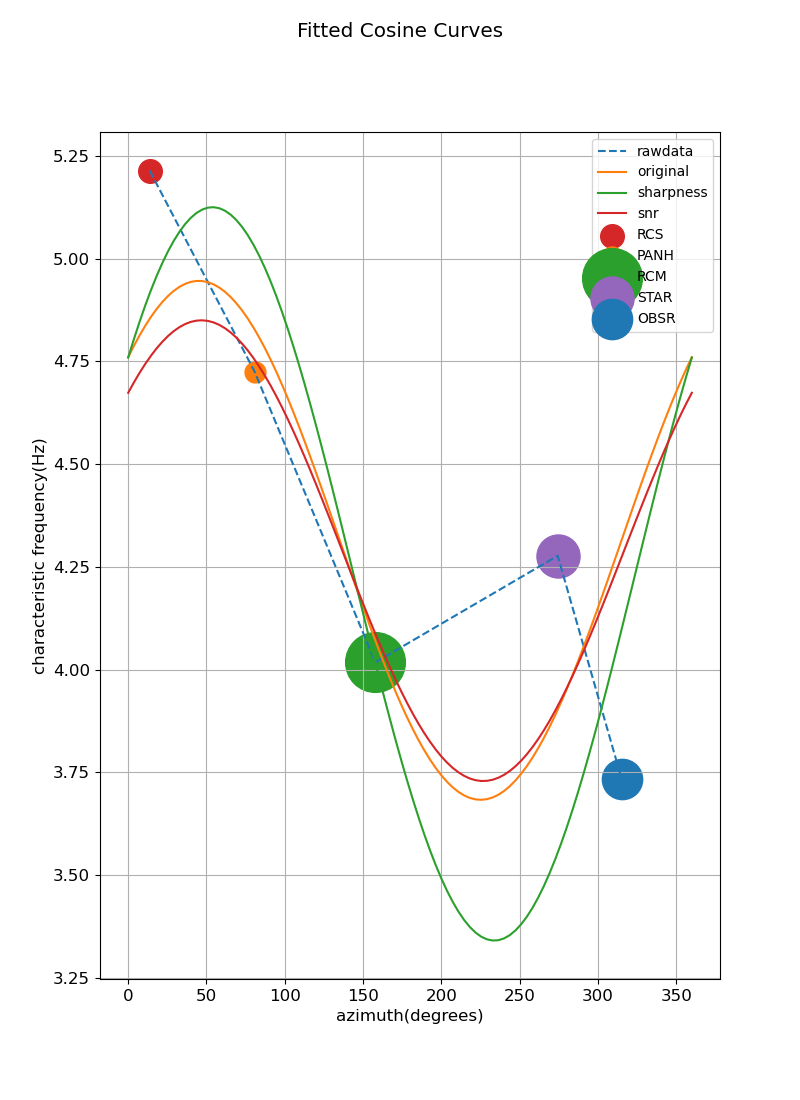 Fitted Cosine Curves
5.25
5.00
4.75
4.50
4.25
4.00
3.75
3.50
3.25
characteristic frequency(Hz)
rawdata
original
sharpness
snr
RCS
PANH
RCM
STAR
OBSR
0 50 100 150 200 250 300 350
azimuth(degrees)